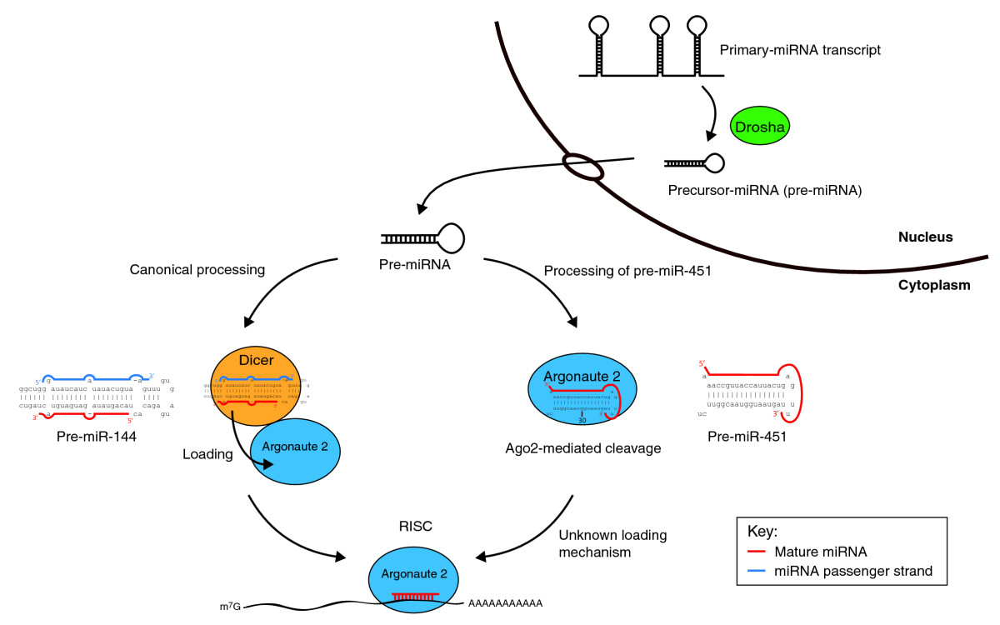 Primary-miRNA transcript
Drosha
Precursor-miRNA (pre-miRNA)
Nucleus
Cytoplasm
Pre-miRNA
Canonical processing
Processing of pre-miR-451
5′ g a -a 3′ gu
ggcugg auaucauc uauacugua guuu g
cugauc uguaguag auaugacau caga a
3′ a - 5′ ca gu
Pre-miR-144
Dicer
Loading
Argonaute 2
Argonaute 2
5′
30
3′
Ago2-mediated cleavage
5′
a a
aaccguuaccauuacug g
uuggcaaugguaaugau u
uc 3′ u
Pre-miR-451
RISC
Unknown loading
mechanism
Argonaute 2
m⁷G
AAAAAAAAAAA
Key:
Mature miRNA
miRNA passenger strand